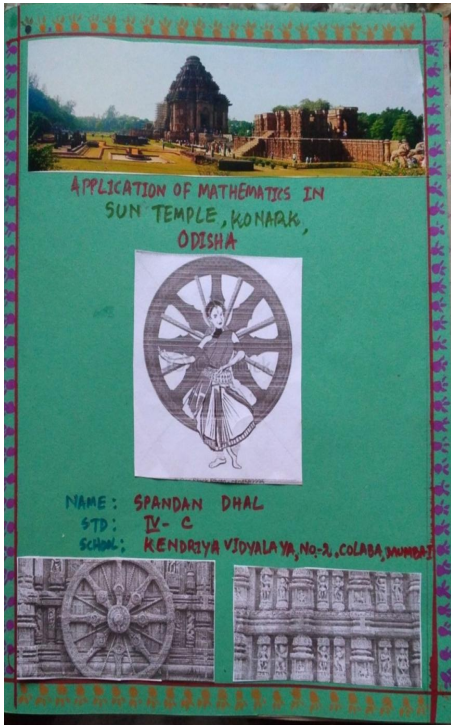 APPLICATION OF MATHEMATICS IN
SUN TEMPLE, KONARK,
ODISHA
NAME: SPANDAN DHAL
STD: IV - C
SCHOOL: KENDRIYA VIDYALAYA, NO.-2, COLABA, MUMBAI